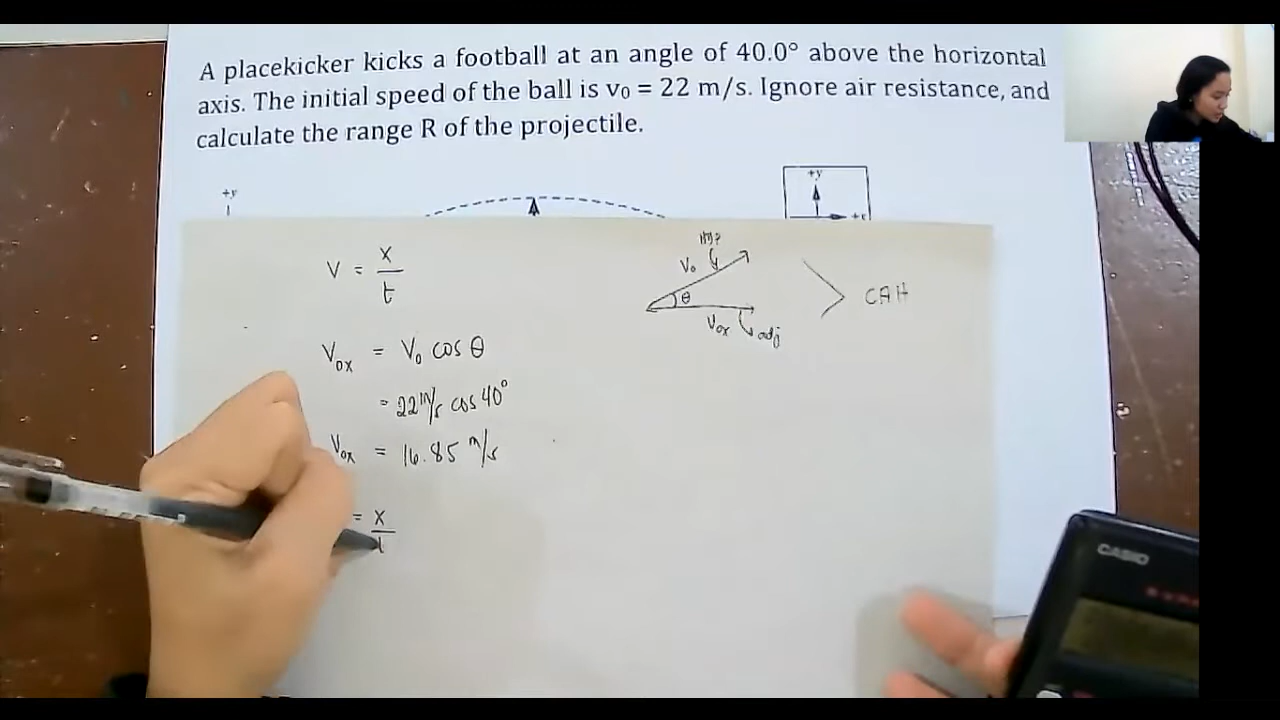 A placekicker kicks a football at an angle of 40.0° above the horizontal
axis. The initial speed of the ball is v₀ = 22 m/s. Ignore air resistance, and
calculate the range R of the projectile.
+y
+y
+x
V = x/t
hyp
V₀
θ
V₀ₓ adj
CAH
V₀ₓ = V₀ cos θ
= 22 m/s cos 40°
V₀ₓ = 16.85 m/s
= x/t
CASIO